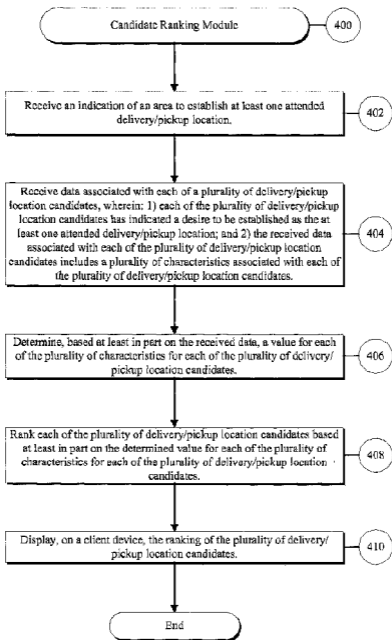 Candidate Ranking Module
400
Receive an indication of an area to establish at least one attended
delivery/pickup location.
402
Receive data associated with each of a plurality of delivery/pickup
location candidates, wherein: 1) each of the plurality of delivery/pickup
location candidates has indicated a desire to be established as the at
least one attended delivery/pickup location; and 2) the received data
associated with each of the plurality of delivery/pickup location
candidates includes a plurality of characteristics associated with each of
the plurality of delivery/pickup location candidates.
404
Determine, based at least in part on the received data, a value for each
of the plurality of characteristics for each of the plurality of delivery/
pickup location candidates.
406
Rank each of the plurality of delivery/pickup location candidates based
at least in part on the determined value for each of the plurality of
characteristics for each of the plurality of delivery/pickup location
candidates.
408
Display, on a client device, the ranking of the plurality of delivery/
pickup location candidates.
410
End